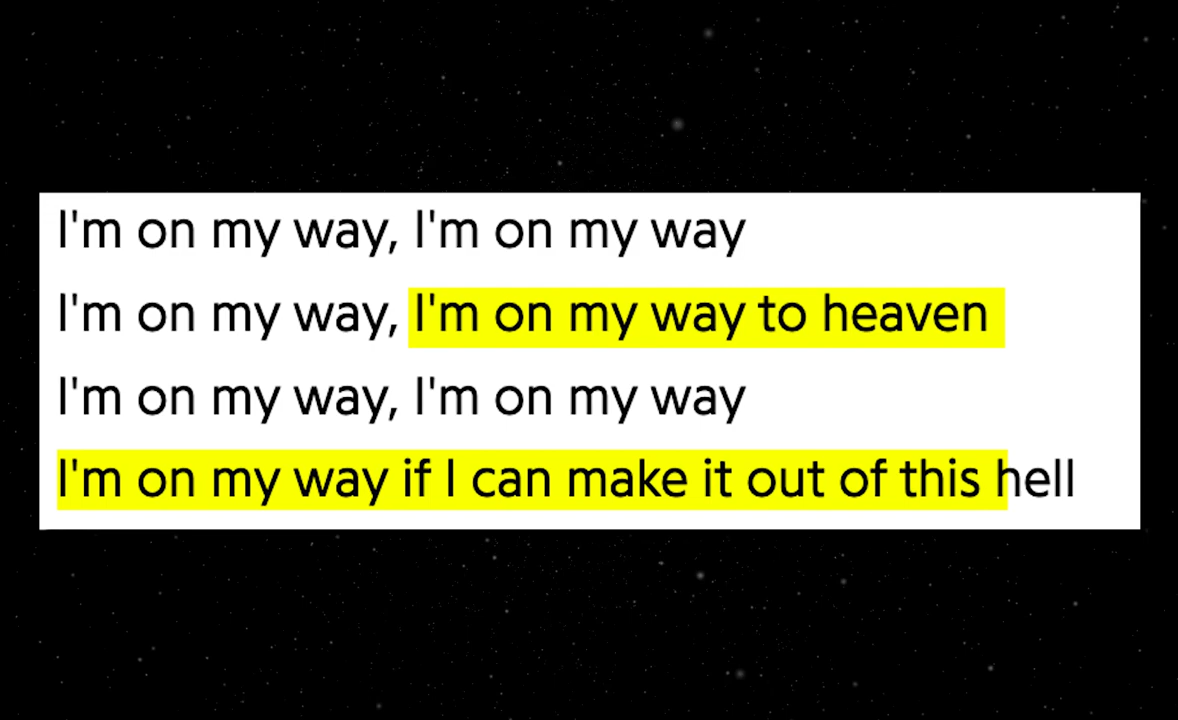 I'm on my way, I'm on my way
I'm on my way, I'm on my way to heaven
I'm on my way, I'm on my way
I'm on my way if I can make it out of this hell